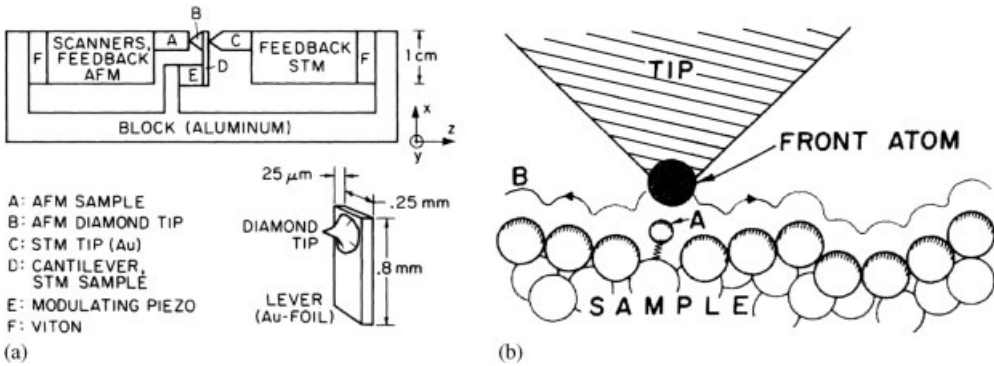 B
D
F
SCANNERS,
FEEDBACK
AFM
A
C
E
FEEDBACK
STM
F
1 cm
BLOCK (ALUMINUM)
x
y
z
25 μm
.25 mm
A: AFM SAMPLE
B: AFM DIAMOND TIP
C: STM TIP (Au)
D: CANTILEVER,
STM SAMPLE
E: MODULATING PIEZO
F: VITON
DIAMOND
TIP
.8 mm
LEVER
(Au-FOIL)
(a)
TIP
FRONT ATOM
B
A
SAMPLE
(b)